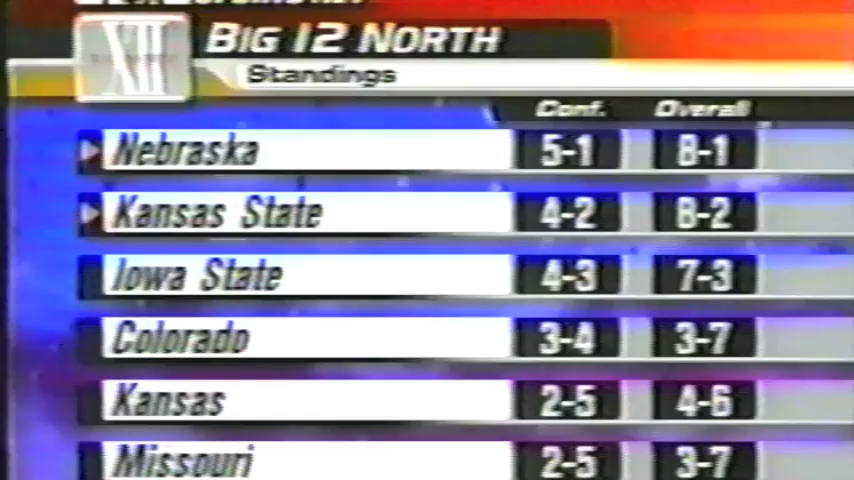 XII
BIG 12 NORTH
Standings
Conf. Overall
Nebraska 5-1 8-1
Kansas State 4-2 8-2
Iowa State 4-3 7-3
Colorado 3-4 3-7
Kansas 2-5 4-6
Missouri 2-5 3-7